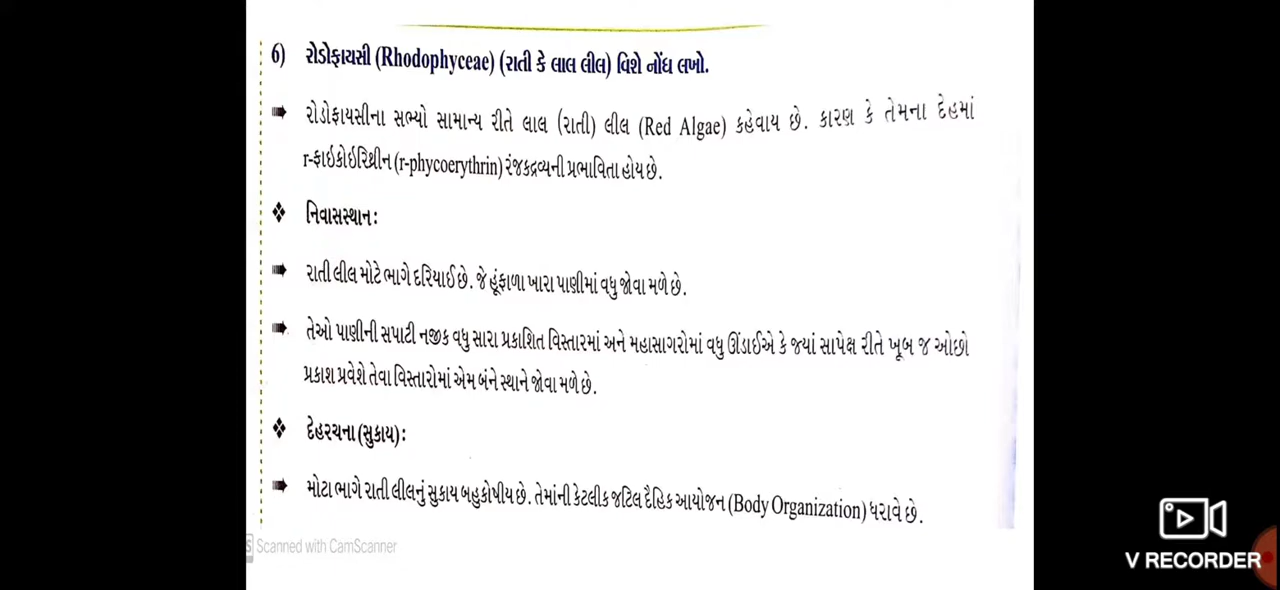 6) રોડોફાયસી (Rhodophyceae) (રાતી કે લાલ લીલ) વિશે નોંધ લખો.
રોડોફાયસીના સભ્યો સામાન્ય રીતે લાલ (રાતી) લીલ (Red Algae) કહેવાય છે. કારણ કે તેમના દેહમાં
r-ફાઇકોઇરિથ્રીન (r-phycoerythrin) રંજકદ્રવ્યની પ્રભાવિતા હોય છે.
❖ નિવાસસ્થાન:
રાતી લીલ મોટે ભાગે દરિયાઈ છે. જે હૂંફાળા ખારા પાણીમાં વધુ જોવા મળે છે.
તેઓ પાણીની સપાટી નજીક વધુ સારા પ્રકાશિત વિસ્તારમાં અને મહાસાગરોમાં વધુ ઊંડાઈએ કે જ્યાં સાપેક્ષ રીતે ખૂબ જ ઓછો
પ્રકાશ પ્રવેશે તેવા વિસ્તારોમાં એમ બંને સ્થાને જોવા મળે છે.
❖ દેહરચના (સુકાય):
મોટા ભાગે રાતી લીલનું સુકાય બહુકોષીય છે. તેમાંની કેટલીક જટિલ દૈહિક આયોજન (Body Organization) ધરાવે છે.
CS Scanned with CamScanner
V RECORDER